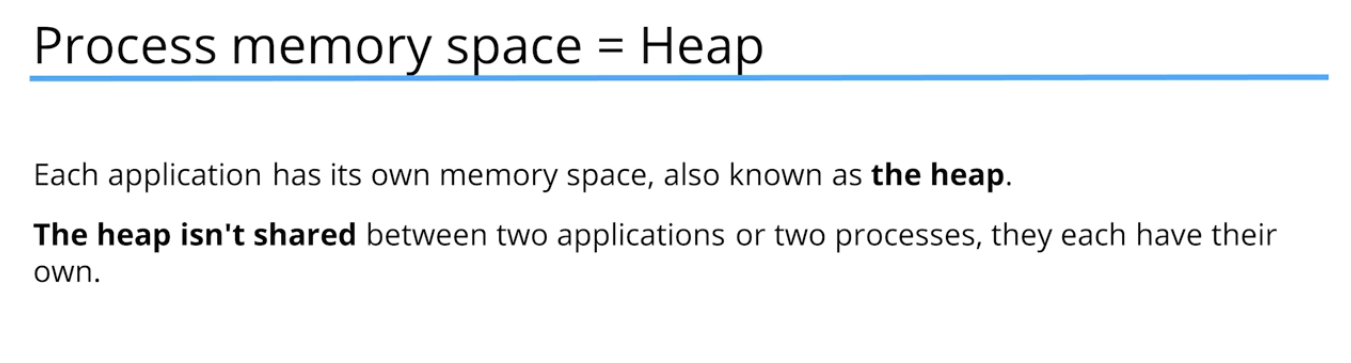 Process memory space = Heap
Each application has its own memory space, also known as the heap.
The heap isn't shared between two applications or two processes, they each have their
own.